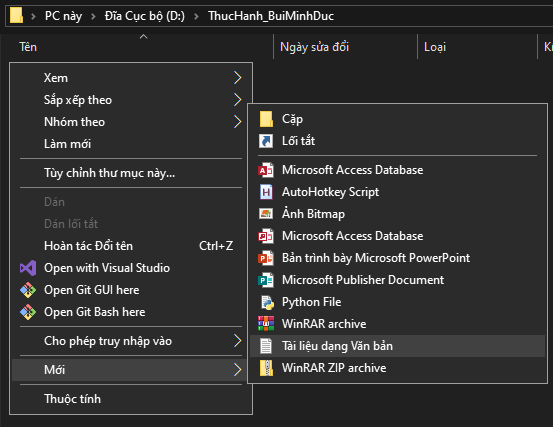 PC này > Đĩa Cục bộ (D:) > ThucHanh_BuiMinhDuc
Tên Ngày sửa đổi Loại K
Xem
Sắp xếp theo
Nhóm theo
Làm mới
Tùy chỉnh thư mục này...
Dán
Dán lối tắt
Hoàn tác Đổi tên Ctrl+Z
Open with Visual Studio
Open Git GUI here
Open Git Bash here
Cho phép truy nhập vào
Mới
Thuộc tính
Cặp
Lối tắt
Microsoft Access Database
AutoHotkey Script
Ảnh Bitmap
Microsoft Access Database
Bản trình bày Microsoft PowerPoint
Microsoft Publisher Document
Python File
WinRAR archive
Tài liệu dạng Văn bản
WinRAR ZIP archive